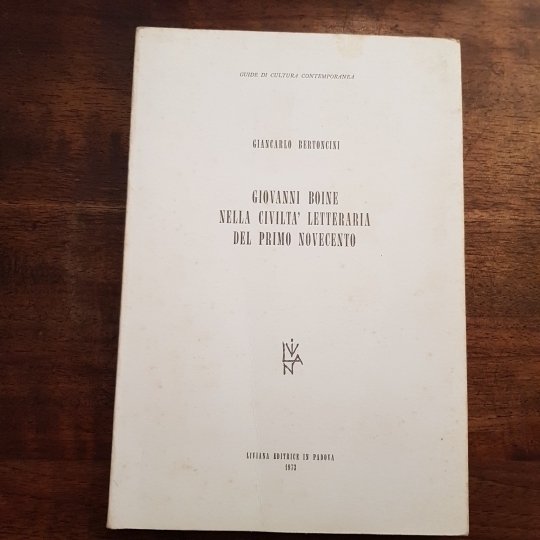 GUIDE DI CULTURA CONTEMPORANEA
GIANCARLO BERTONCINI
GIOVANNI BOINE
NELLA CIVILTA' LETTERARIA
DEL PRIMO NOVECENTO
LIVIANA EDITRICE IN PADOVA
1973